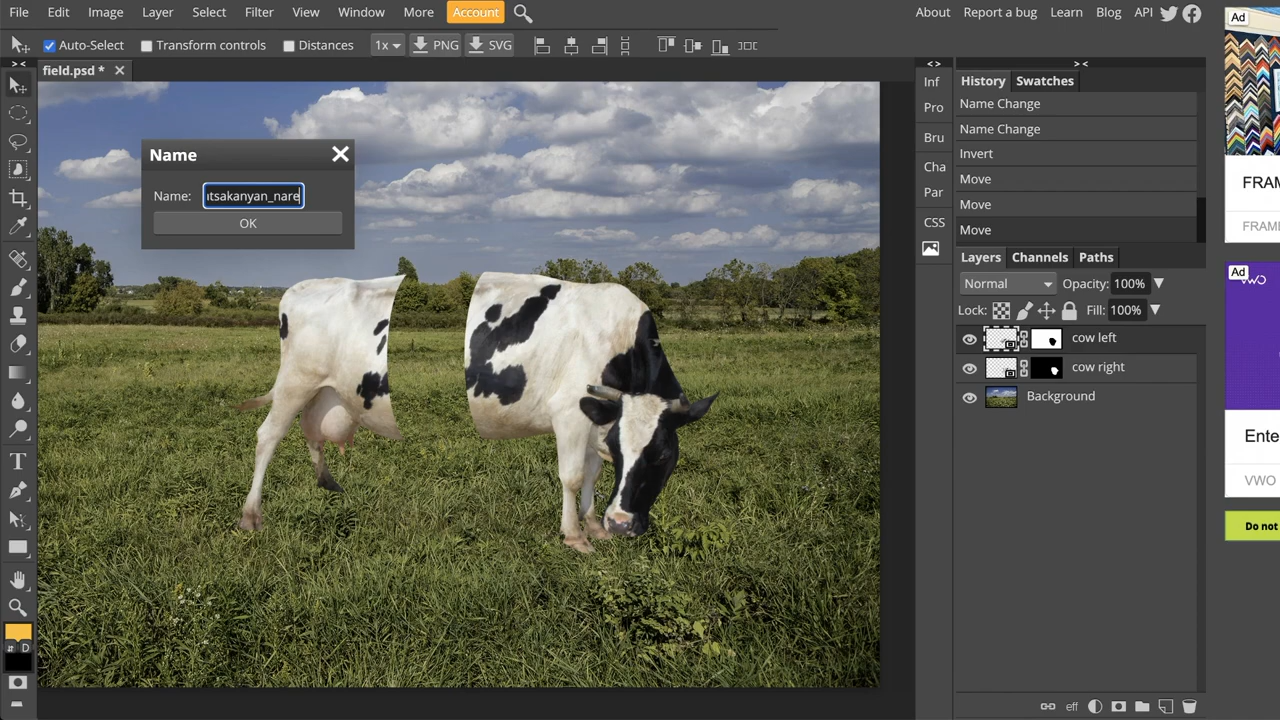 File Edit Image Layer Select Filter View Window More Account About Report a bug Learn Blog API
Auto-Select Transform controls Distances 1x PNG SVG
field.psd *
Name
Name: tsakanyan_nare
OK
Inf
Pro
Bru
Cha
Par
CSS
History Swatches
Name Change
Name Change
Invert
Move
Move
Move
Layers Channels Paths
Normal Opacity: 100%
Lock: Fill: 100%
cow left
cow right
Background
T
D
eff
Ad
FRAM
FRAM
Ad
VWO
Ente
VWO
Do not